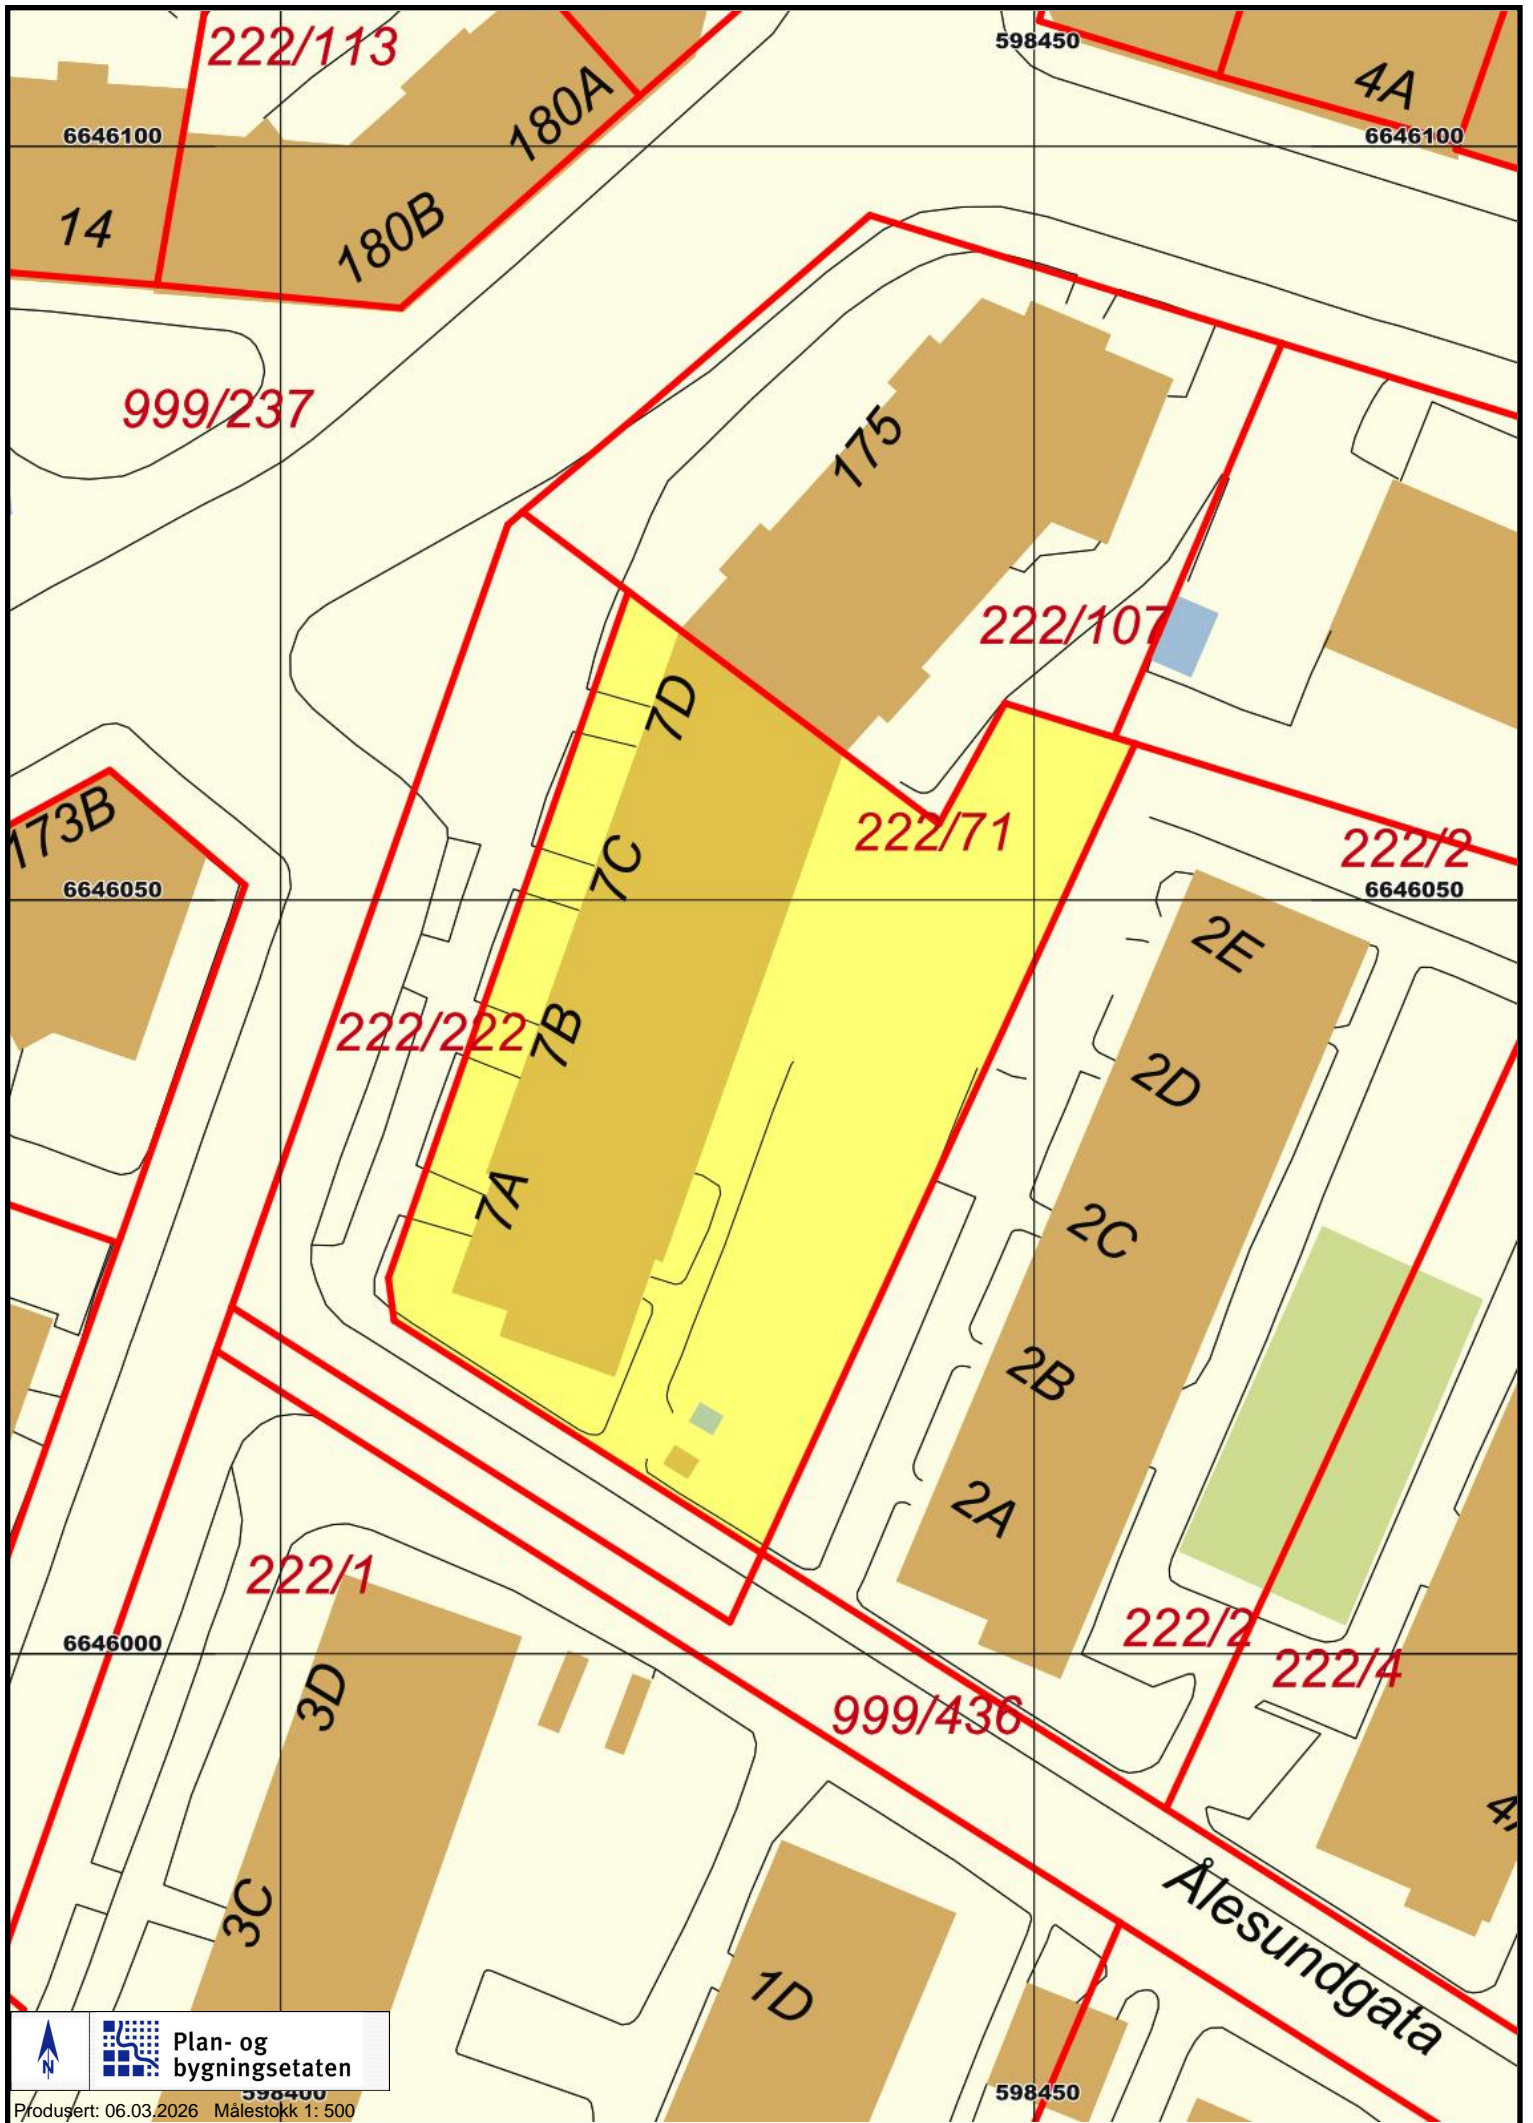 222/113
598450
4A
180A
6646100
6646100
14
180B
999/237
175
222/107
7D
173B
7C
222/71
222/2
6646050
6646050
2E
222/222
7B
2D
7A
2C
2B
2A
222/1
222/2
6646000
222/4
3D
999/436
Ålesundgata
3C
1D
N
Plan- og
bygningsetaten
598400
598450
Produsert: 06.03.2026 Målestokk 1: 500